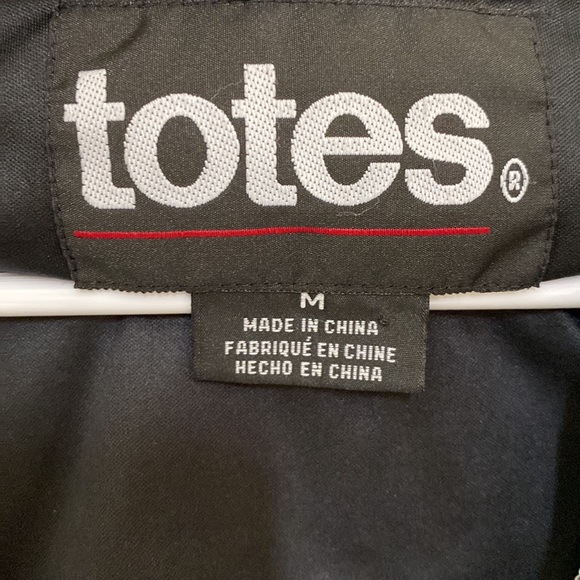 totes®
M
MADE IN CHINA
FABRIQUÉ EN CHINE
HECHO EN CHINA